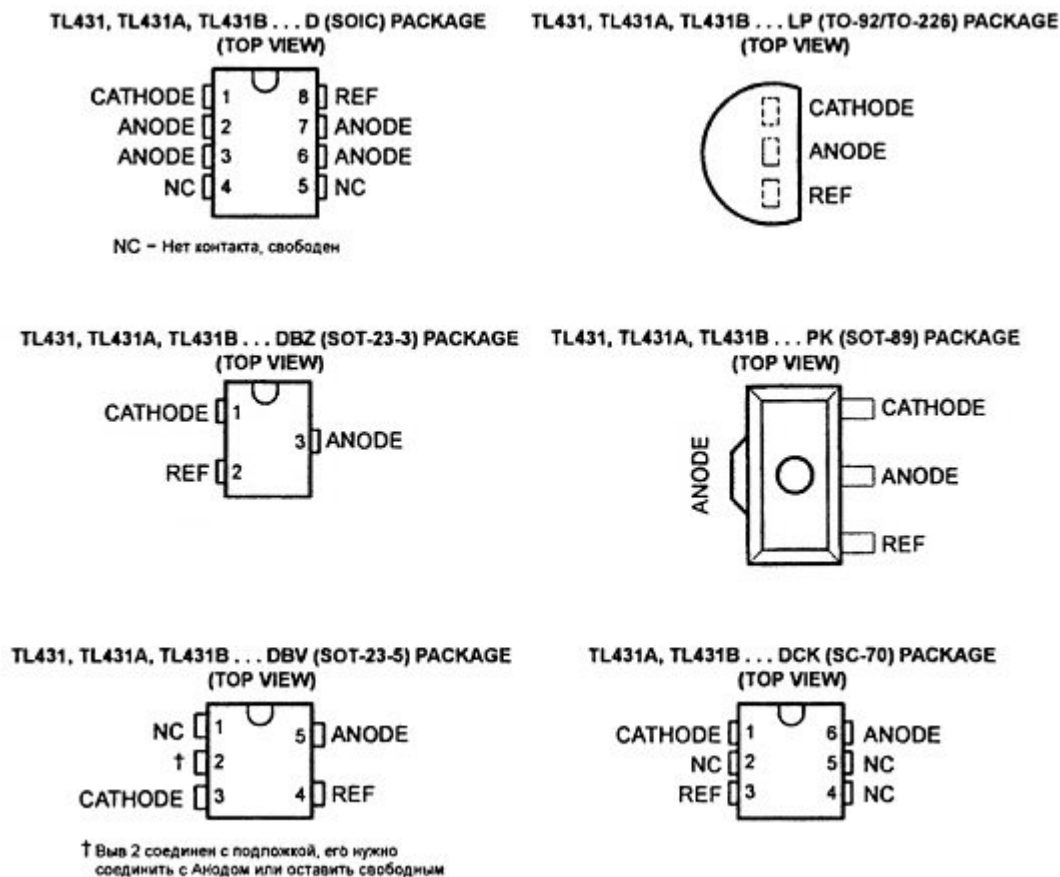 TL431, TL431A, TL431B . . . D (SOIC) PACKAGE
(TOP VIEW)
CATHODE 1 8 REF
ANODE 2 7 ANODE
ANODE 3 6 ANODE
NC 4 5 NC
NC – Нет контакта, свободен
TL431, TL431A, TL431B . . . LP (TO-92/TO-226) PACKAGE
(TOP VIEW)
CATHODE
ANODE
REF
TL431, TL431A, TL431B . . . DBZ (SOT-23-3) PACKAGE
(TOP VIEW)
CATHODE 1
3 ANODE
REF 2
TL431, TL431A, TL431B . . . PK (SOT-89) PACKAGE
(TOP VIEW)
CATHODE
ANODE
ANODE
REF
TL431, TL431A, TL431B . . . DBV (SOT-23-5) PACKAGE
(TOP VIEW)
NC 1 5 ANODE
† 2
CATHODE 3 4 REF
† Выв 2 соединен с подложкой, его нужно
соединить с Анодом или оставить свободным
TL431A, TL431B . . . DCK (SC-70) PACKAGE
(TOP VIEW)
CATHODE 1 6 ANODE
NC 2 5 NC
REF 3 4 NC